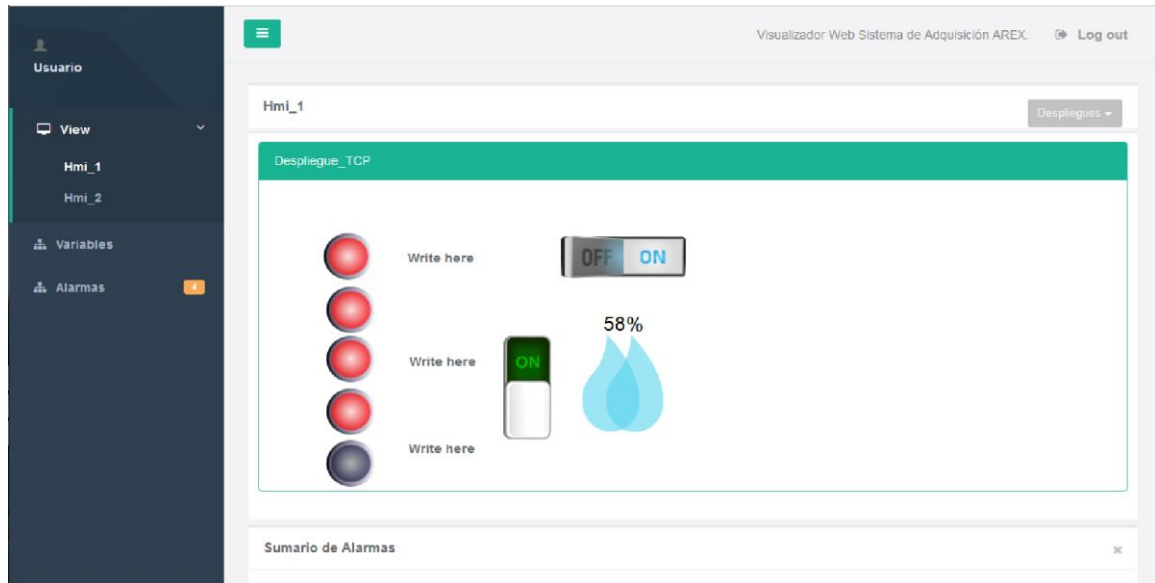 Usuario
View
Hmi_1
Hmi_2
Variables
Alarmas 4
Visualizador Web Sistema de Adquisición AREX. Log out
Hmi_1
Despliegues
Despliegue_TCP
Write here
OFF ON
58%
Write here
ON
Write here
Sumario de Alarmas